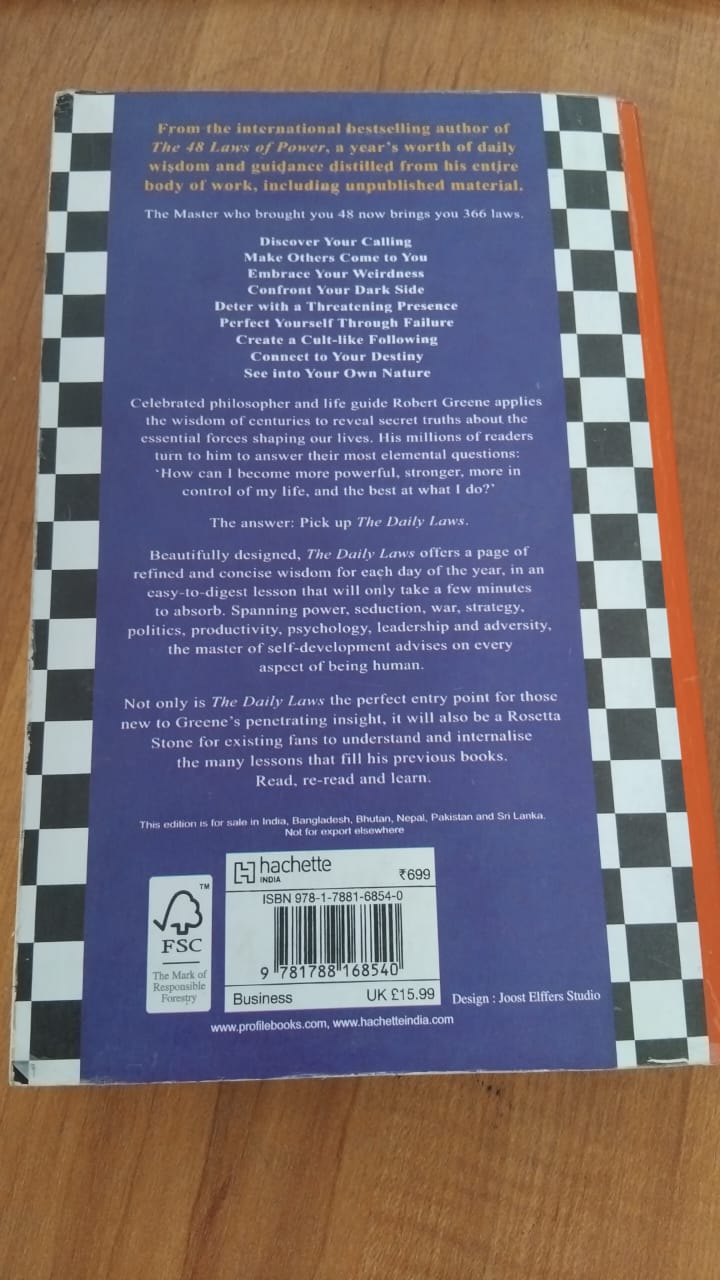 From the international bestselling author of
The 48 Laws of Power, a year's worth of daily
wisdom and guidance distilled from his entire
body of work, including unpublished material.
The Master who brought you 48 now brings you 366 laws.
Discover Your Calling
Make Others Come to You
Embrace Your Weirdness
Confront Your Dark Side
Deter with a Threatening Presence
Perfect Yourself Through Failure
Create a Cult-like Following
Connect to Your Destiny
See into Your Own Nature
Celebrated philosopher and life guide Robert Greene applies
the wisdom of centuries to reveal secret truths about the
essential forces shaping our lives. His millions of readers
turn to him to answer their most elemental questions:
'How can I become more powerful, stronger, more in
control of my life, and the best at what I do?'
The answer: Pick up The Daily Laws.
Beautifully designed, The Daily Laws offers a page of
refined and concise wisdom for each day of the year, in an
easy-to-digest lesson that will only take a few minutes
to absorb. Spanning power, seduction, war, strategy,
politics, productivity, psychology, leadership and adversity,
the master of self-development advises on every
aspect of being human.
Not only is The Daily Laws the perfect entry point for those
new to Greene's penetrating insight, it will also be a Rosetta
Stone for existing fans to understand and internalise
the many lessons that fill his previous books.
Read, re-read and learn.
This edition is for sale in India, Bangladesh, Bhutan, Nepal, Pakistan and Sri Lanka.
Not for export elsewhere
TM
FSC
The Mark of
Responsible
Forestry
hachette
INDIA
₹699
ISBN 978-1-7881-6854-0
9 781788 168540
Business UK £15.99
Design : Joost Elffers Studio
www.profilebooks.com, www.hachetteindia.com